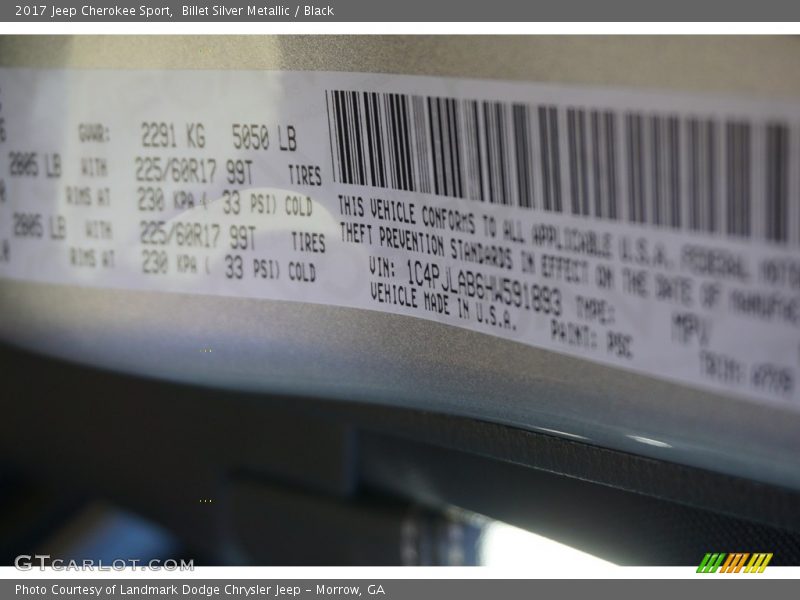 2017 Jeep Cherokee Sport, Billet Silver Metallic / Black
GVWR: 2291 KG 5050 LB
2805 LB WITH 225/60R17 99T TIRES
RIMS AT 230 KPA ( 33 PSI) COLD
2805 LB WITH 225/60R17 99T TIRES
RIMS AT 230 KPA ( 33 PSI) COLD
THIS VEHICLE CONFORMS TO ALL APPLICABLE U.S.A. FEDERAL
THEFT PREVENTION STANDARDS IN EFFECT ON THE DATE OF
VIN: TYPE: MPV
VEHICLE MADE IN U.S.A. PAINT: PSC
TRIM:
GTCARLOT.COM
Photo Courtesy of Landmark Dodge Chrysler Jeep – Morrow, GA